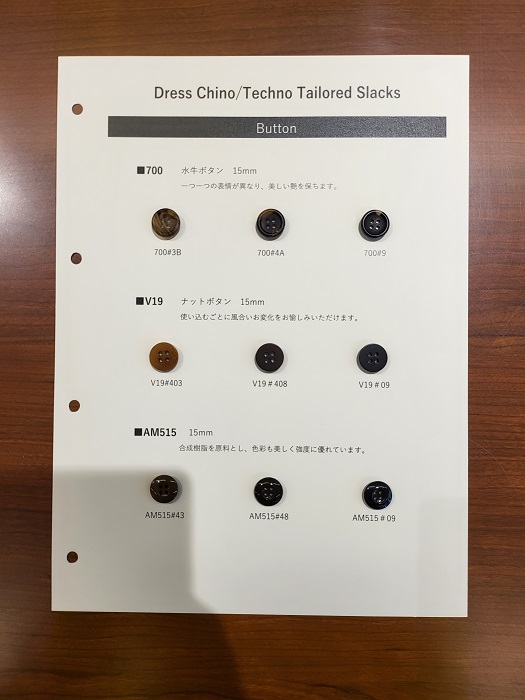 Dress Chino/Techno Tailored Slacks
Button
■700 水牛ボタン 15mm
一つ一つの表情が異なり、美しい艶を保ちます。
700#3B 700#4A 700#9
■V19 ナットボタン 15mm
使い込むごとに風合いお変化をお愉しみいただけます。
V19#403 V19＃408 V19＃09
■AM515 15mm
合成樹脂を原料とし、色彩も美しく強度に優れています。
AM515#43 AM515#48 AM515＃09